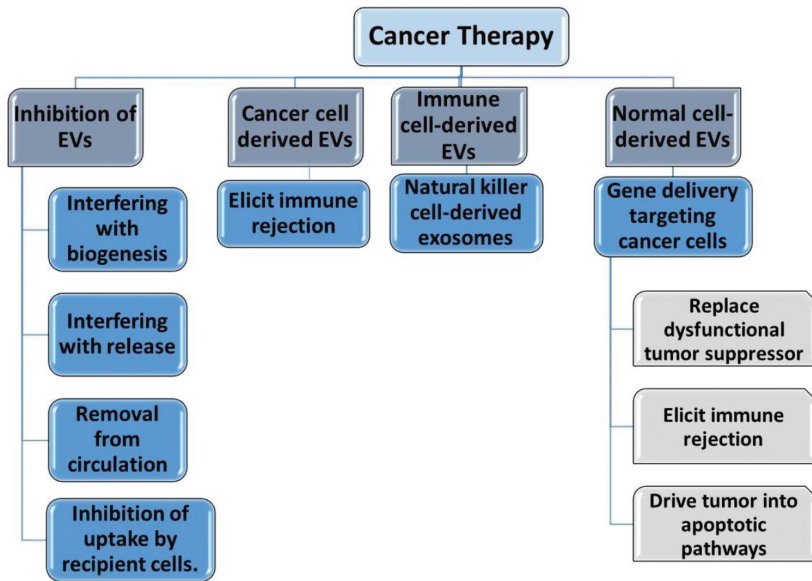 Cancer Therapy
Inhibition of
EVs
Cancer cell
derived EVs
Immune
cell-derived
EVs
Normal cell-
derived EVs
Interfering
with
biogenesis
Interfering
with release
Removal
from
circulation
Inhibition of
uptake by
recipient cells.
Elicit immune
rejection
Natural killer
cell-derived
exosomes
Gene delivery
targeting
cancer cells
Replace
dysfunctional
tumor suppressor
Elicit immune
rejection
Drive tumor into
apoptotic
pathways